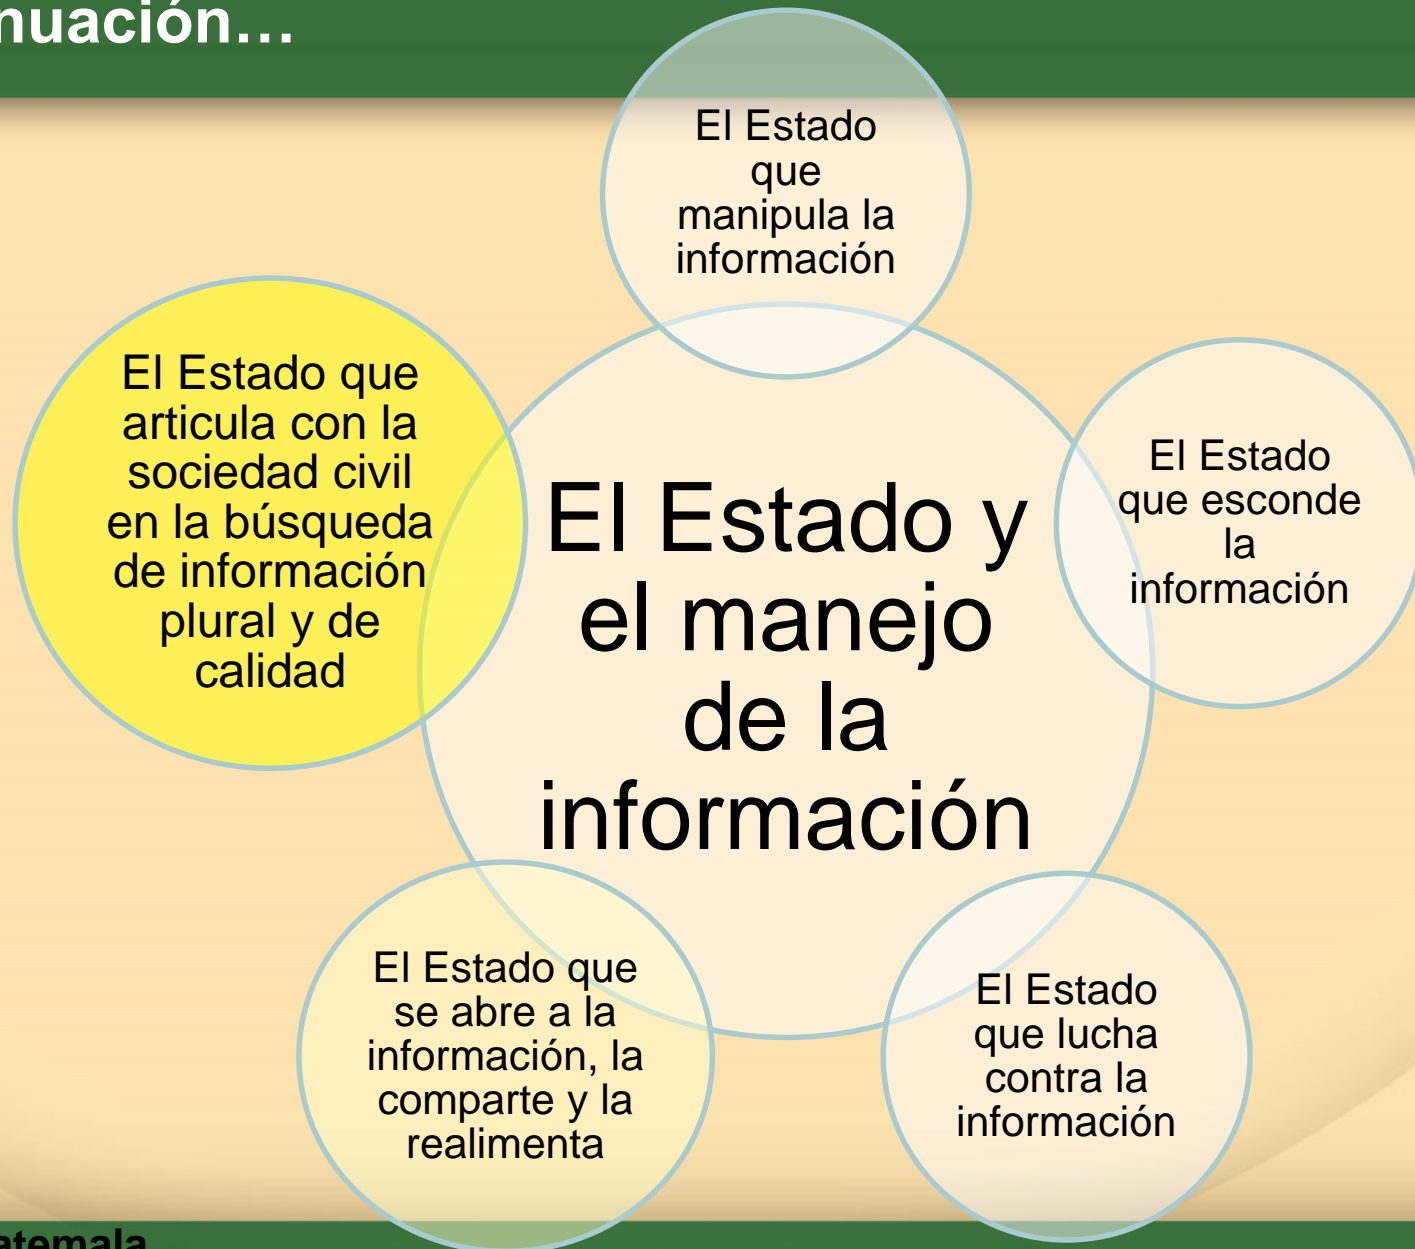 nuación…
El Estado
que
manipula la
información
El Estado que
articula con la
sociedad civil
en la búsqueda
de información
plural y de
calidad
El Estado y
el manejo
de la
información
El Estado
que esconde
la
información
El Estado que
se abre a la
información, la
comparte y la
realimenta
El Estado
que lucha
contra la
información
atemala